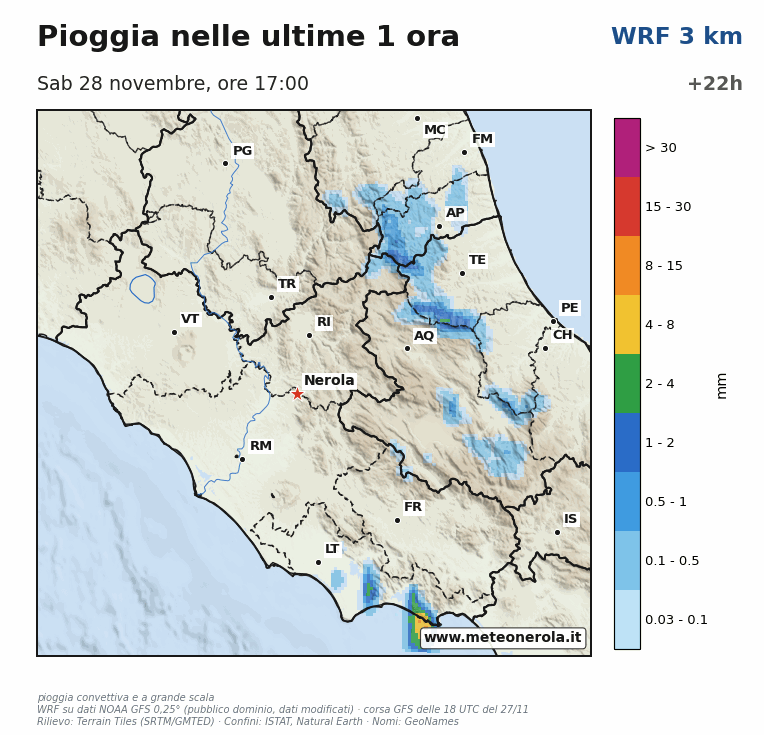 Pioggia nelle ultime 1 ora
WRF 3 km
Sab 28 novembre, ore 17:00
+22h
MC
FM
PG
AP
TE
TR
PE
VT
RI
AQ
CH
Nerola
RM
FR
IS
LT
www.meteonerola.it
> 30
15 - 30
8 - 15
4 - 8
2 - 4
1 - 2
0.5 - 1
0.1 - 0.5
0.03 - 0.1
mm
pioggia convettiva e a grande scala
WRF su dati NOAA GFS 0,25° (pubblico dominio, dati modificati) · corsa GFS delle 18 UTC del 27/11
Rilievo: Terrain Tiles (SRTM/GMTED) · Confini: ISTAT, Natural Earth · Nomi: GeoNames